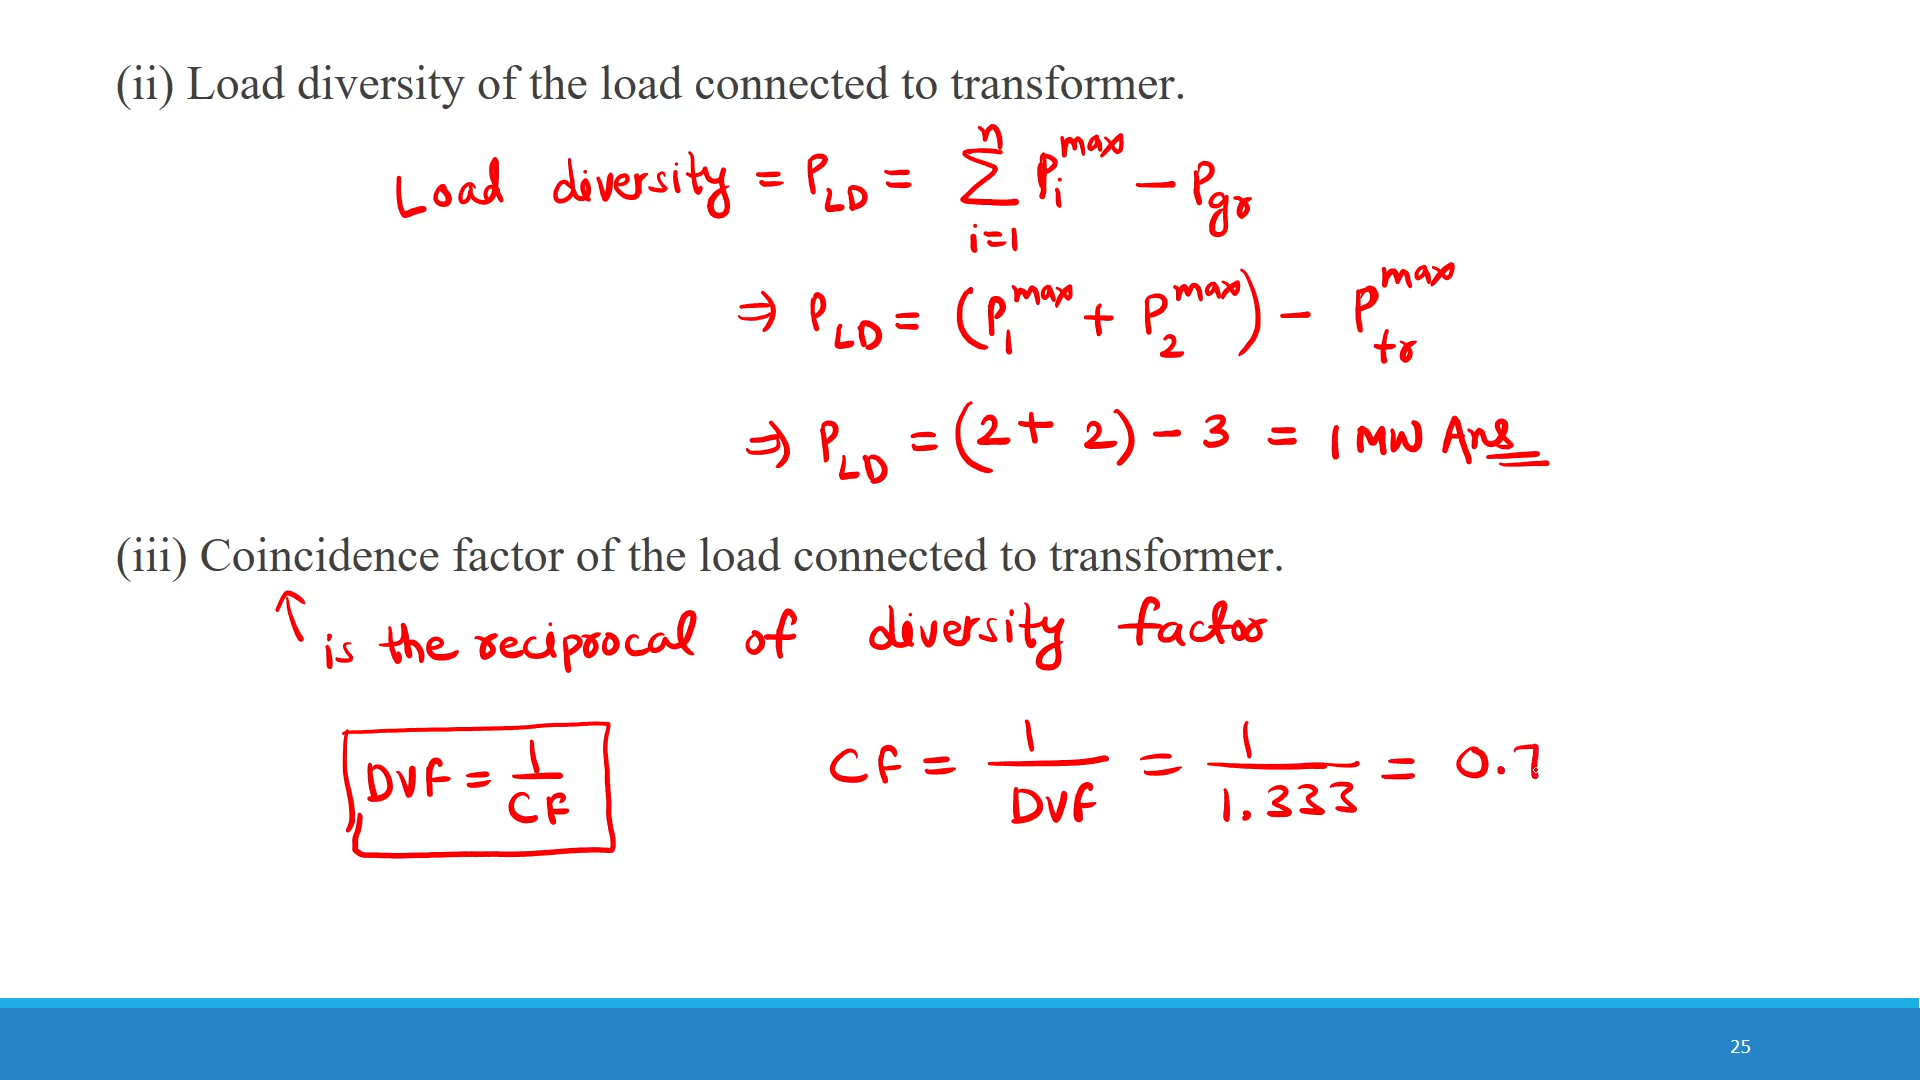 (ii) Load diversity of the load connected to transformer.
Load diversity = P_LD = ∑_{i=1}^{n} P_i^max − P_gr
⇒ P_LD = (P_1^max + P_2^max) − P_tr^max
⇒ P_LD = (2 + 2) − 3 = 1 MW Ans
(iii) Coincidence factor of the load connected to transformer.
↑ is the reciprocal of diversity factor
DVF = 1/CF
CF = 1/DVF = 1/1.333 = 0.7
25